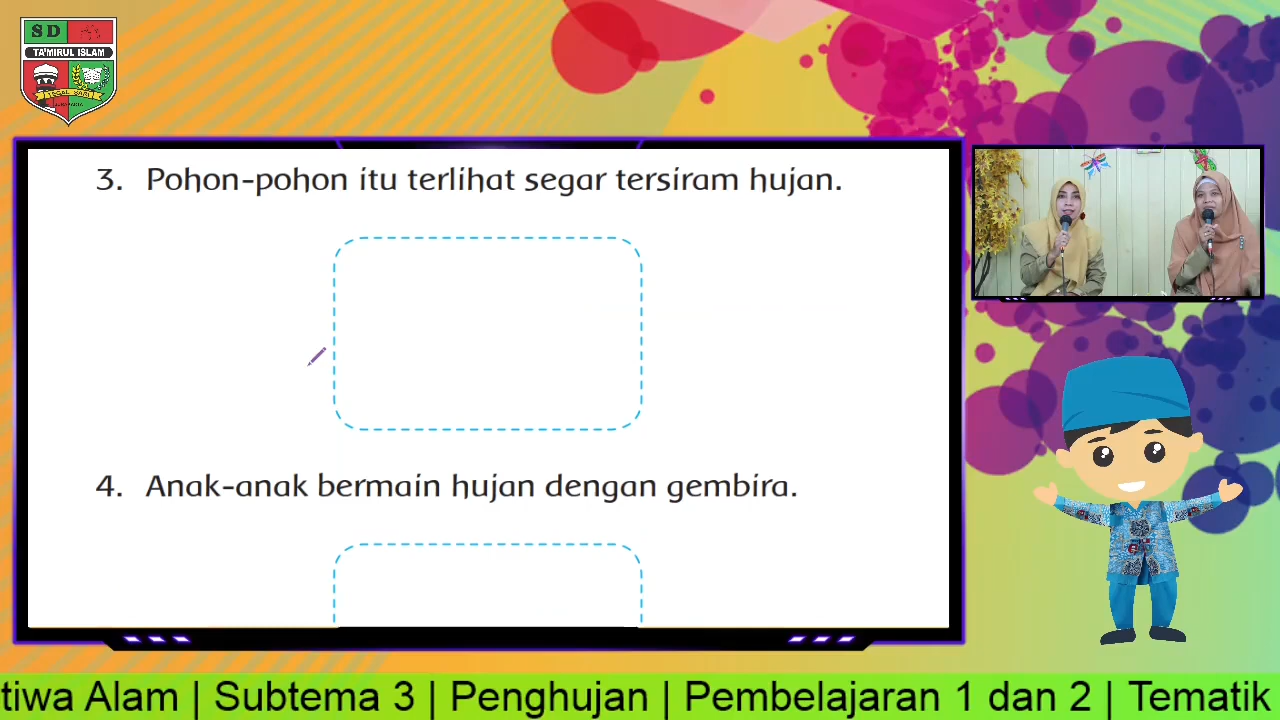 SD
TA'MIRUL ISLAM
3. Pohon-pohon itu terlihat segar tersiram hujan.
4. Anak-anak bermain hujan dengan gembira.
tiwa Alam | Subtema 3 | Penghujan | Pembelajaran 1 dan 2 | Tematik